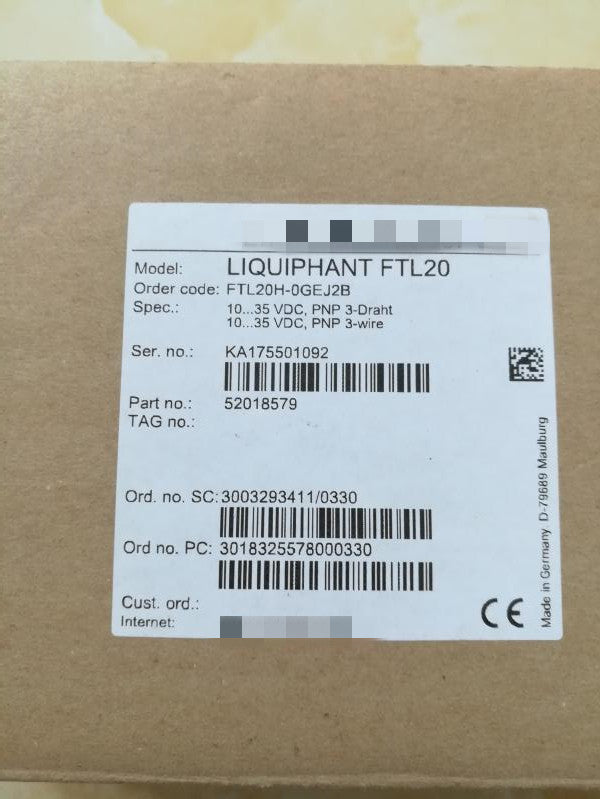 Model: LIQUIPHANT FTL20
Order code: FTL20H-0GEJ2B
Spec.: 10...35 VDC, PNP 3-Draht
10...35 VDC, PNP 3-wire
Ser. no.: KA175501092
Part no.: 52018579
TAG no.:
Ord. no. SC: 3003293411/0330
Ord no. PC: 3018325578000330
Cust. ord.:
Internet:
CE
Made in Germany D-79689 Maulburg